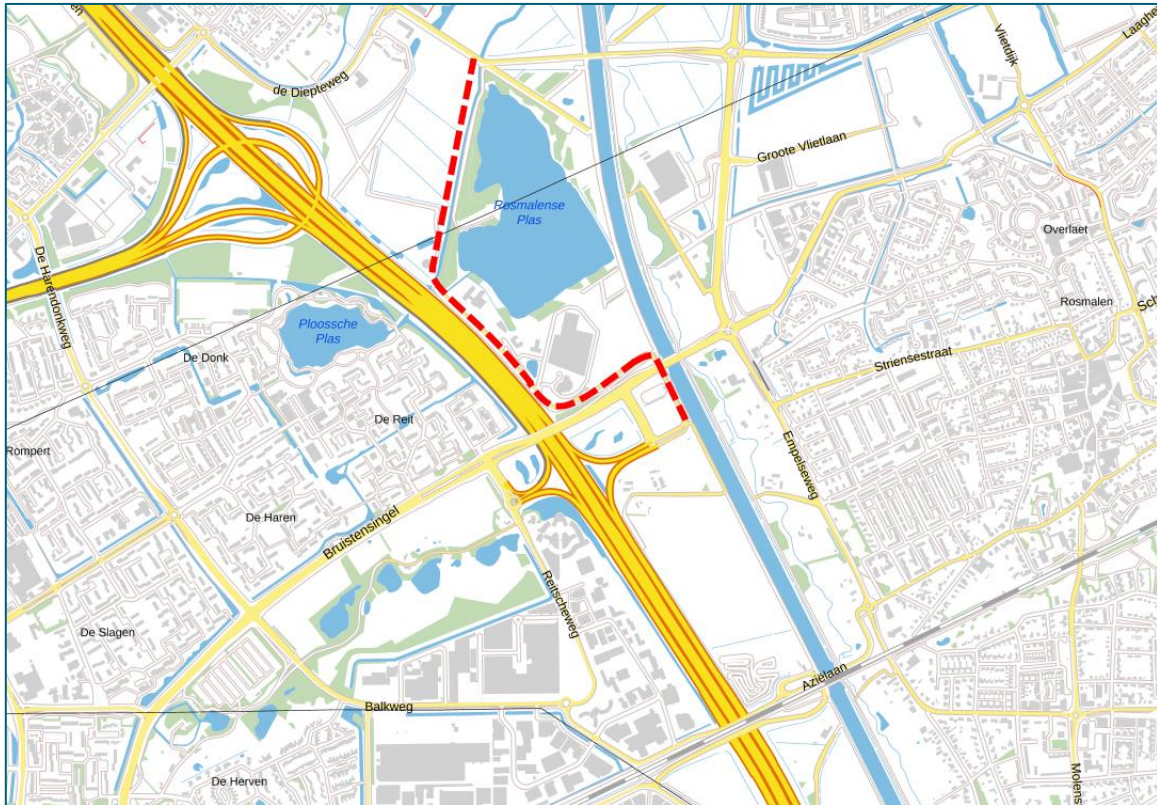 de Diepteweg
Vlietdijk
Groote Vlietlaan
De Harendonkweg
Rosmalense
Plas
Overlaet
Rosmalen
Ploossche
Plas
De Donk
Striensestraat
De Reit
Rompert
Empelseweg
De Haren
Bruistensingel
Reitscheweg
De Slagen
Azielaan
Balkweg
De Herven